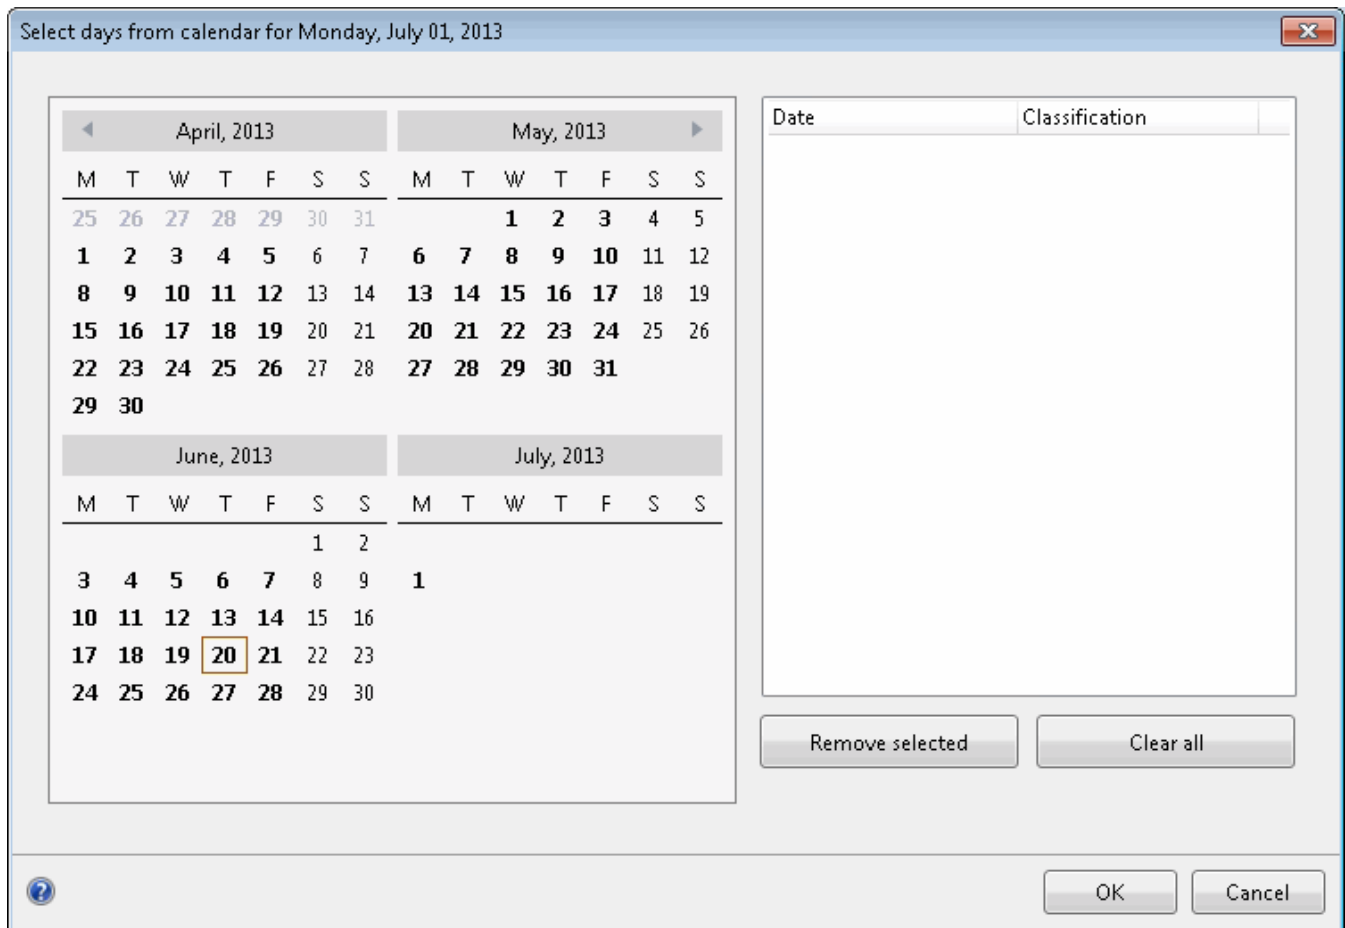 Select days from calendar for Monday, July 01, 2013
April, 2013 May, 2013
M T W T F S S M T W T F S S
25 26 27 28 29 30 31 1 2 3 4 5
1 2 3 4 5 6 7 6 7 8 9 10 11 12
8 9 10 11 12 13 14 13 14 15 16 17 18 19
15 16 17 18 19 20 21 20 21 22 23 24 25 26
22 23 24 25 26 27 28 27 28 29 30 31
29 30
June, 2013 July, 2013
M T W T F S S M T W T F S S
1 2
3 4 5 6 7 8 9 1
10 11 12 13 14 15 16
17 18 19 20 21 22 23
24 25 26 27 28 29 30
Date Classification
Remove selected Clear all
? OK Cancel